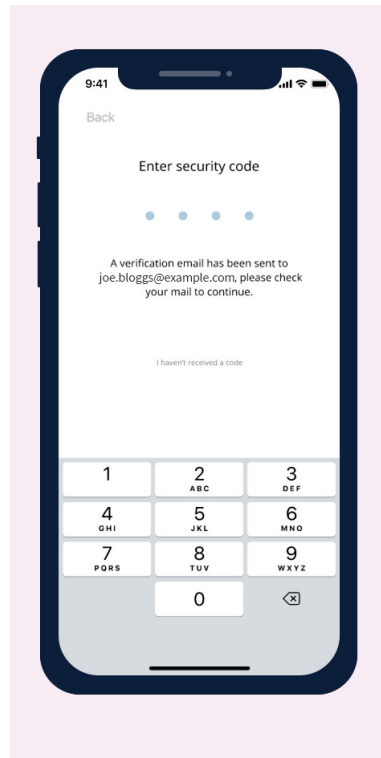 9:41
Back
Enter security code
A verification email has been sent to
joe.bloggs@example.com, please check
your mail to continue.
I haven't received a code
1 2 3
ABC DEF
4 5 6
GHI JKL MNO
7 8 9
PQRS TUV WXYZ
0